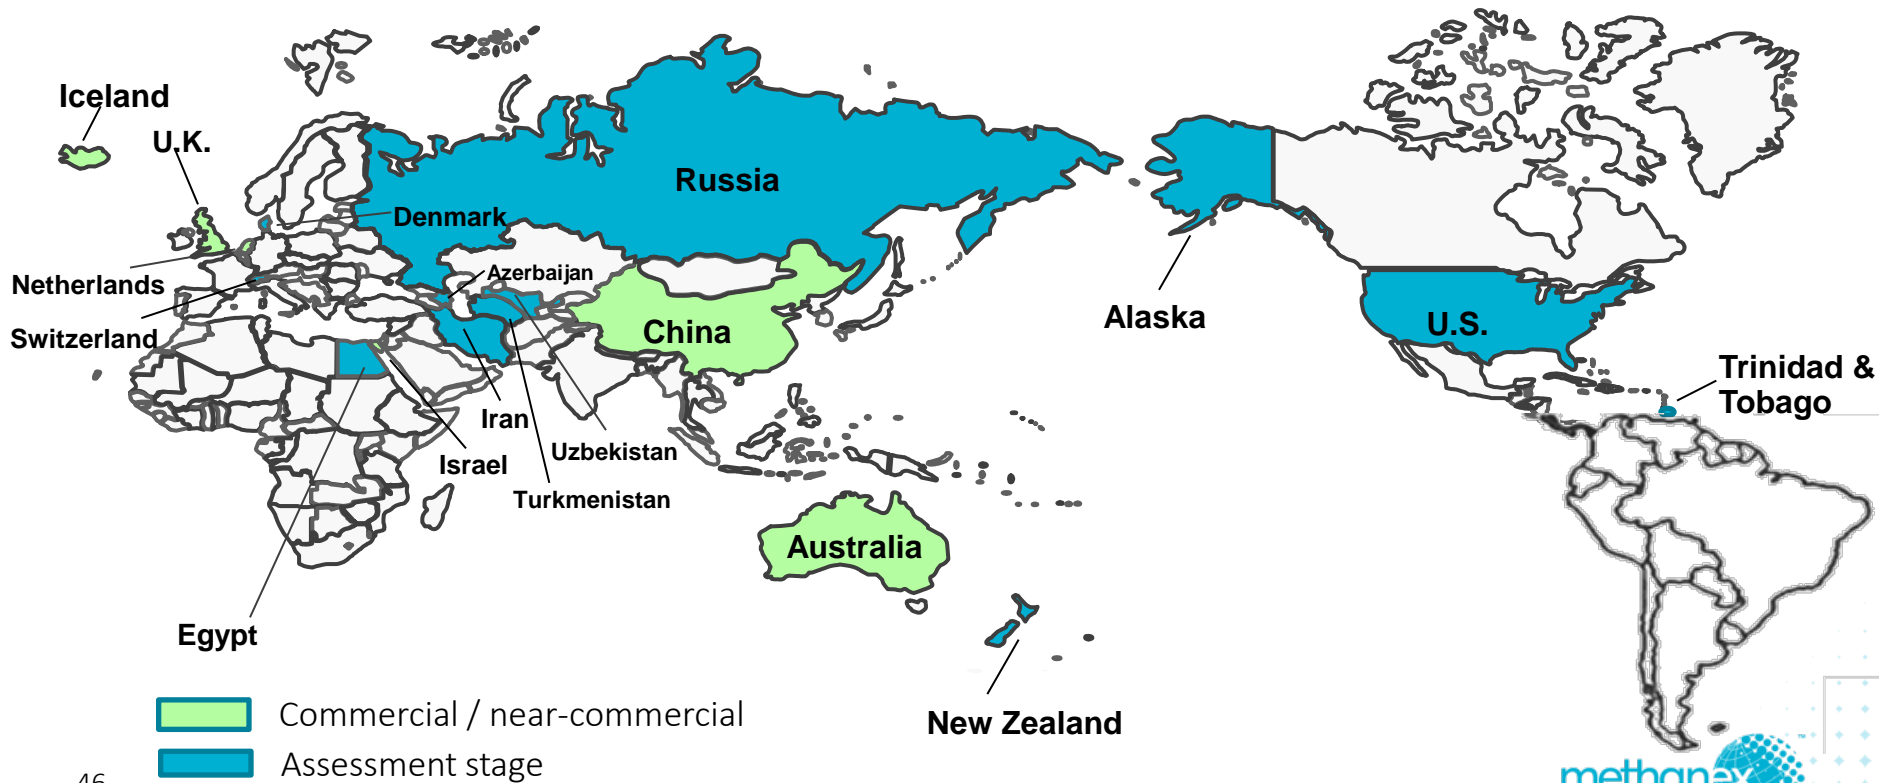 Iceland
U.K.
Russia
Denmark
Netherlands
Azerbaijan
Switzerland
China
Alaska
U.S.
Trinidad &
Tobago
Iran
Uzbekistan
Israel
Turkmenistan
Australia
Egypt
New Zealand
Commercial / near-commercial
Assessment stage
46
methanex